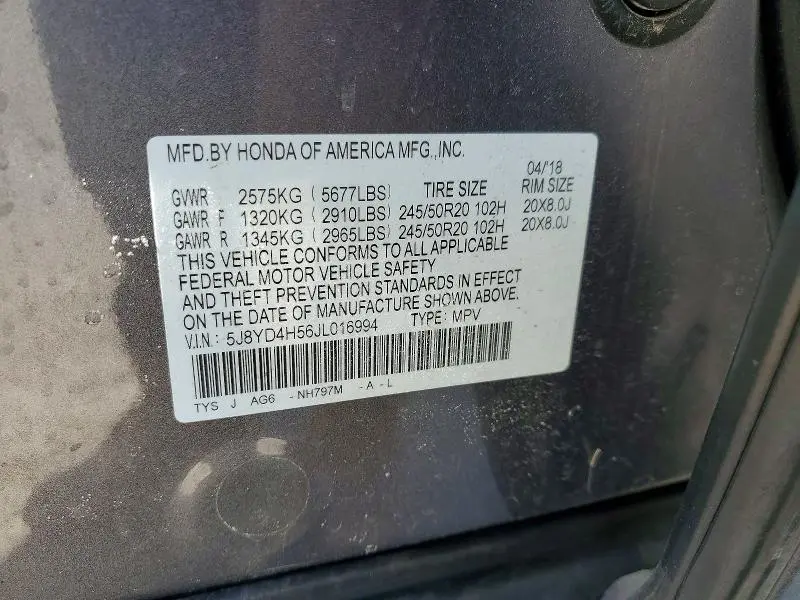 MFD.BY HONDA OF AMERICA MFG.,INC.
04/18
GVWR 2575KG (5677LBS) TIRE SIZE RIM SIZE
GAWR F 1320KG (2910LBS) 245/50R20 102H 20X8.0J
GAWR R 1345KG (2965LBS) 245/50R20 102H 20X8.0J
THIS VEHICLE CONFORMS TO ALL APPLICABLE
FEDERAL MOTOR VEHICLE SAFETY
AND THEFT PREVENTION STANDARDS IN EFFECT
ON THE DATE OF MANUFACTURE SHOWN ABOVE.
V.I.N.: 5J8YD4H56JL016994 TYPE: MPV
TYS J AG6 -NH797M -A-L